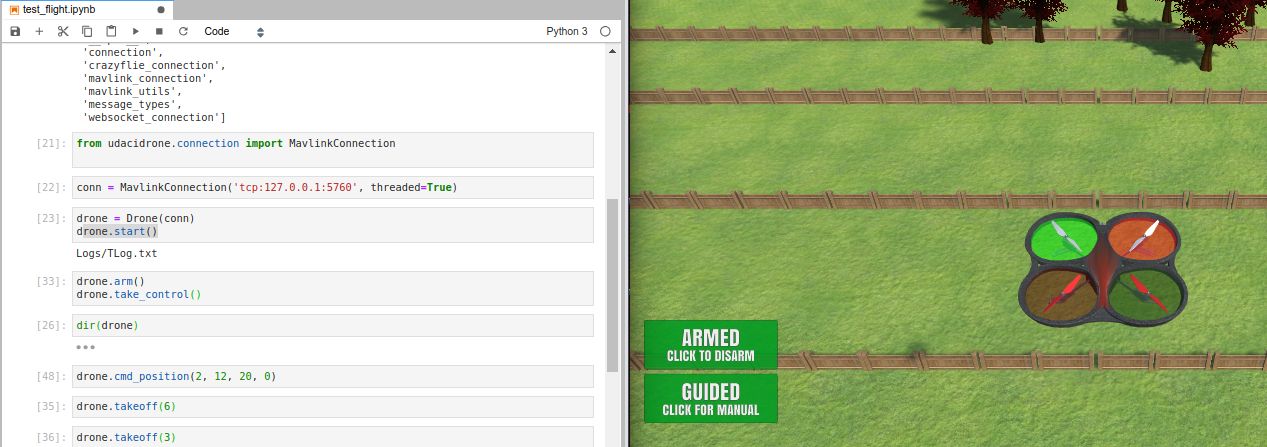 test_flight.ipynb
Code
Python 3
'connection',
'crazyflie_connection',
'mavlink_connection',
'mavlink_utils',
'message_types',
'websocket_connection']
[21]: from udacidrone.connection import MavlinkConnection
[22]: conn = MavlinkConnection('tcp:127.0.0.1:5760', threaded=True)
[23]: drone = Drone(conn)
drone.start()
Logs/TLog.txt
[33]: drone.arm()
drone.take_control()
[26]: dir(drone)
[48]: drone.cmd_position(2, 12, 20, 0)
[35]: drone.takeoff(6)
[36]: drone.takeoff(3)
ARMED
CLICK TO DISARM
GUIDED
CLICK FOR MANUAL